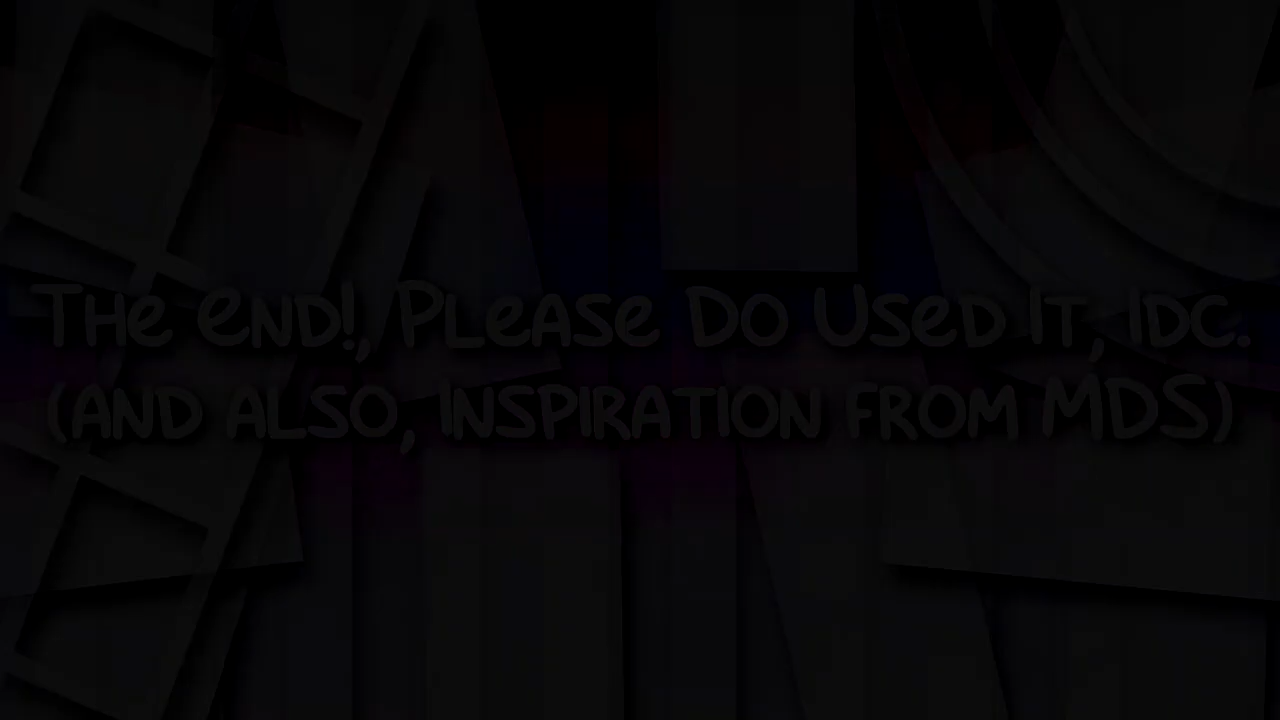 The end!, Please Do Used It, IDC.
(And also, Inspiration from MDS)